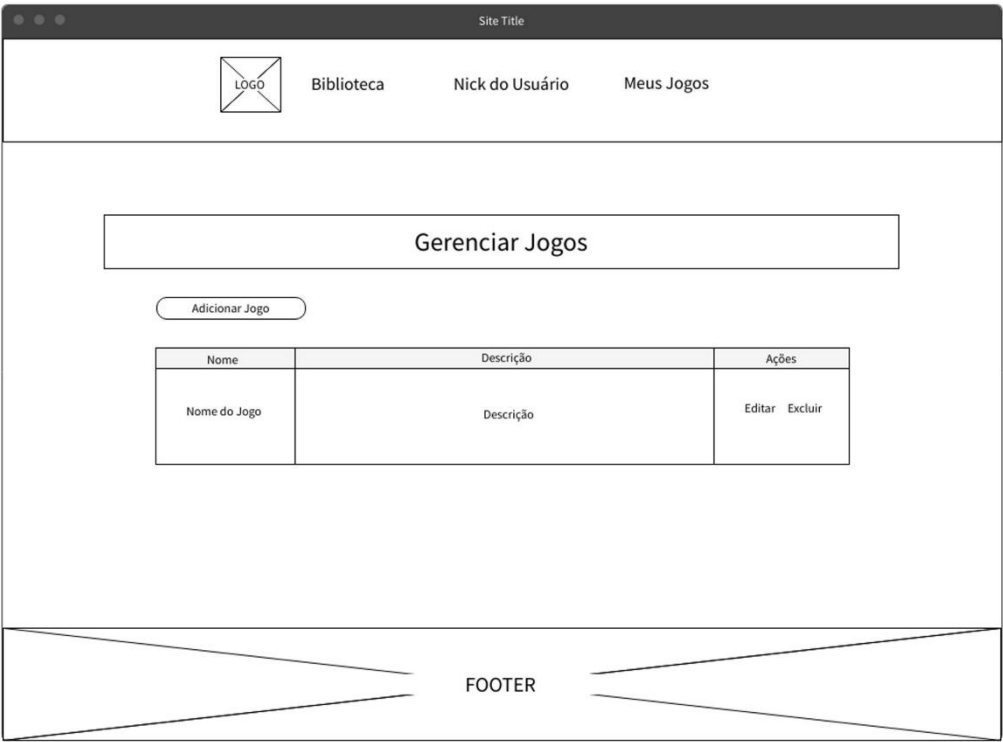 Site Title
LOGO
Biblioteca
Nick do Usuário
Meus Jogos
Gerenciar Jogos
Adicionar Jogo
Nome
Descrição
Ações
Nome do Jogo
Descrição
Editar
Excluir
FOOTER